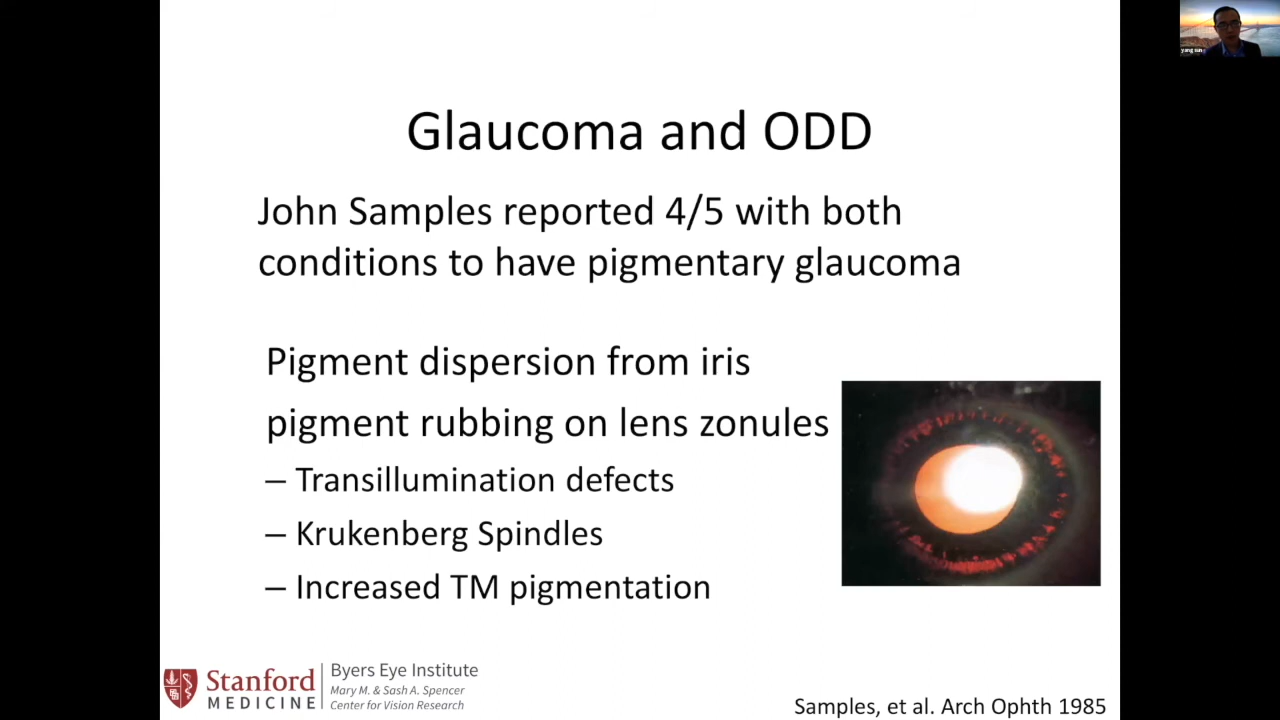 yang sun
Glaucoma and ODD
John Samples reported 4/5 with both
conditions to have pigmentary glaucoma
Pigment dispersion from iris
pigment rubbing on lens zonules
– Transillumination defects
– Krukenberg Spindles
– Increased TM pigmentation
Stanford
MEDICINE
Byers Eye Institute
Mary M. & Sash A. Spencer
Center for Vision Research
Samples, et al. Arch Ophth 1985